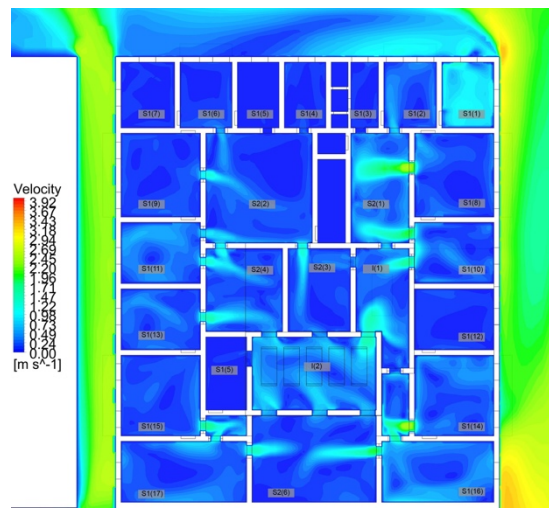 S1(7)
S1(6)
S1(5)
S1(4)
S1(3)
S1(2)
S1(1)
Velocity
3.92
3.67
3.43
3.18
2.94
2.69
2.45
2.20
1.96
1.71
1.47
1.22
0.98
0.73
0.49
0.24
0.00
[m s^-1]
S1(9)
S2(2)
S2(1)
S1(8)
S1(11)
S2(4)
S2(3)
I(1)
S1(10)
S1(13)
S1(12)
S1(5)
I(2)
S1(15)
S1(14)
S1(17)
S2(6)
S1(16)